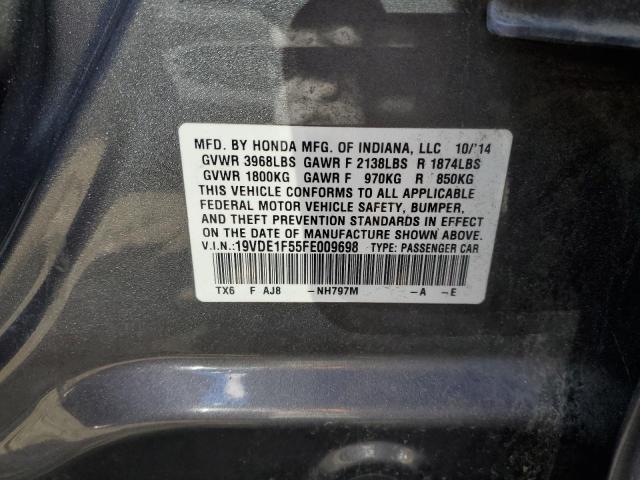 MFD. BY HONDA MFG. OF INDIANA, LLC 10/'14
GVWR 3968LBS GAWR F 2138LBS R 1874LBS
GVWR 1800KG GAWR F 970KG R 850KG
THIS VEHICLE CONFORMS TO ALL APPLICABLE
FEDERAL MOTOR VEHICLE SAFETY, BUMPER,
AND THEFT PREVENTION STANDARDS IN EFFECT
ON THE DATE OF MANUFACTURE SHOWN ABOVE.
V.I.N.:19VDE1F55FE009698 TYPE: PASSENGER CAR
TX6 F AJ8 -NH797M -A -E